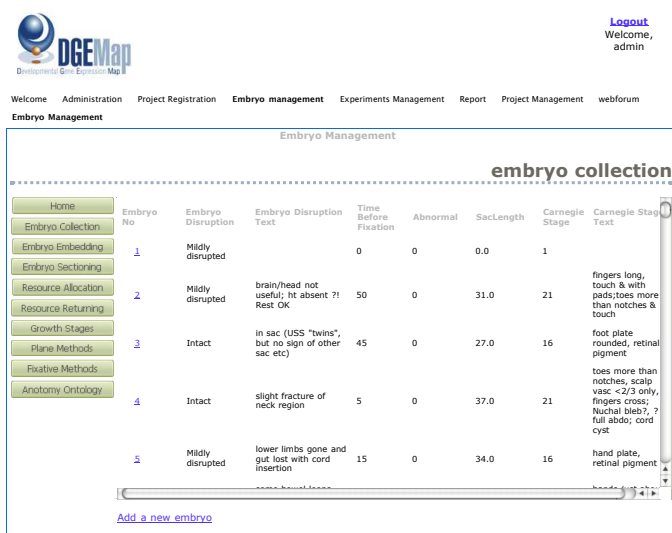 Logout
Welcome,
admin
DGEMap
Developmental Gene Expression Map
Welcome Administration Project Registration Embryo management Experiments Management Report Project Management webforum
Embryo Management
Embryo Management
embryo collection
Home
Embryo Collection
Embryo Embedding
Embryo Sectioning
Resource Allocation
Resource Returning
Growth Stages
Plane Methods
Fixative Methods
Anotomy Ontology
Embryo No Embryo Disruption Embryo Disruption Text Time Before Fixation Abnormal SacLength Carnegie Stage Carnegie Stag Text
1 Mildly disrupted 0 0 0.0 1
2 Mildly disrupted brain/head not useful; ht absent ?! Rest OK 50 0 31.0 21 fingers long, touch & with pads;toes more than notches & touch
3 Intact in sac (USS "twins", but no sign of other sac etc) 45 0 27.0 16 foot plate rounded, retinal pigment
4 Intact slight fracture of neck region 5 0 37.0 21 toes more than notches, scalp vasc <2/3 only, fingers cross; Nuchal bleb?, ? full abdo; cord cyst
5 Mildly disrupted lower limbs gone and gut lost with cord insertion 15 0 34.0 16 hand plate, retinal pigment
Add a new embryo